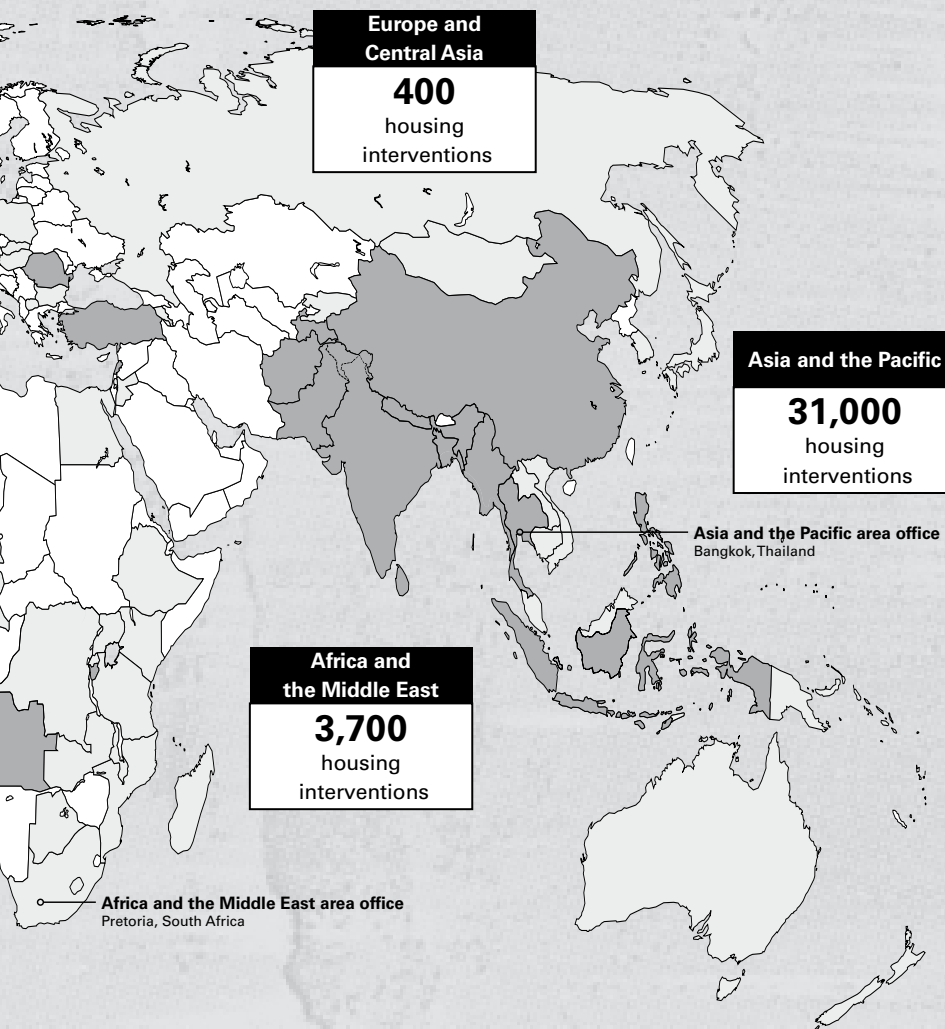 Europe and
Central Asia
400
housing
interventions
Asia and the Pacific
31,000
housing
interventions
Asia and the Pacific area office
Bangkok, Thailand
Africa and
the Middle East
3,700
housing
interventions
Africa and the Middle East area office
Pretoria, South Africa